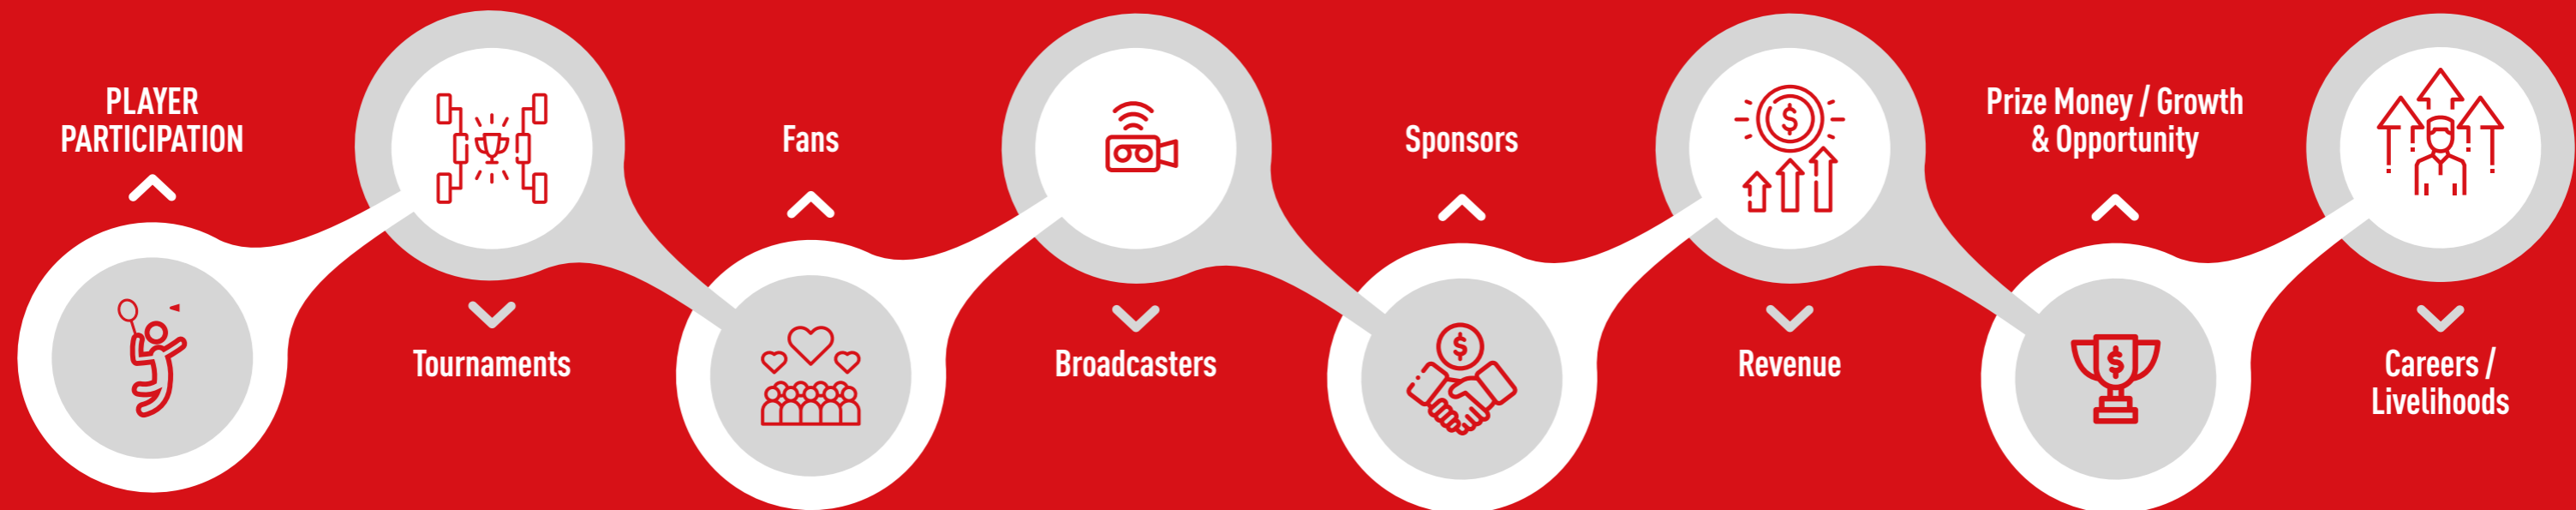 PLAYER
PARTICIPATION
Tournaments
Fans
Broadcasters
Sponsors
Revenue
Prize Money / Growth
& Opportunity
Careers /
Livelihoods
$
$
$